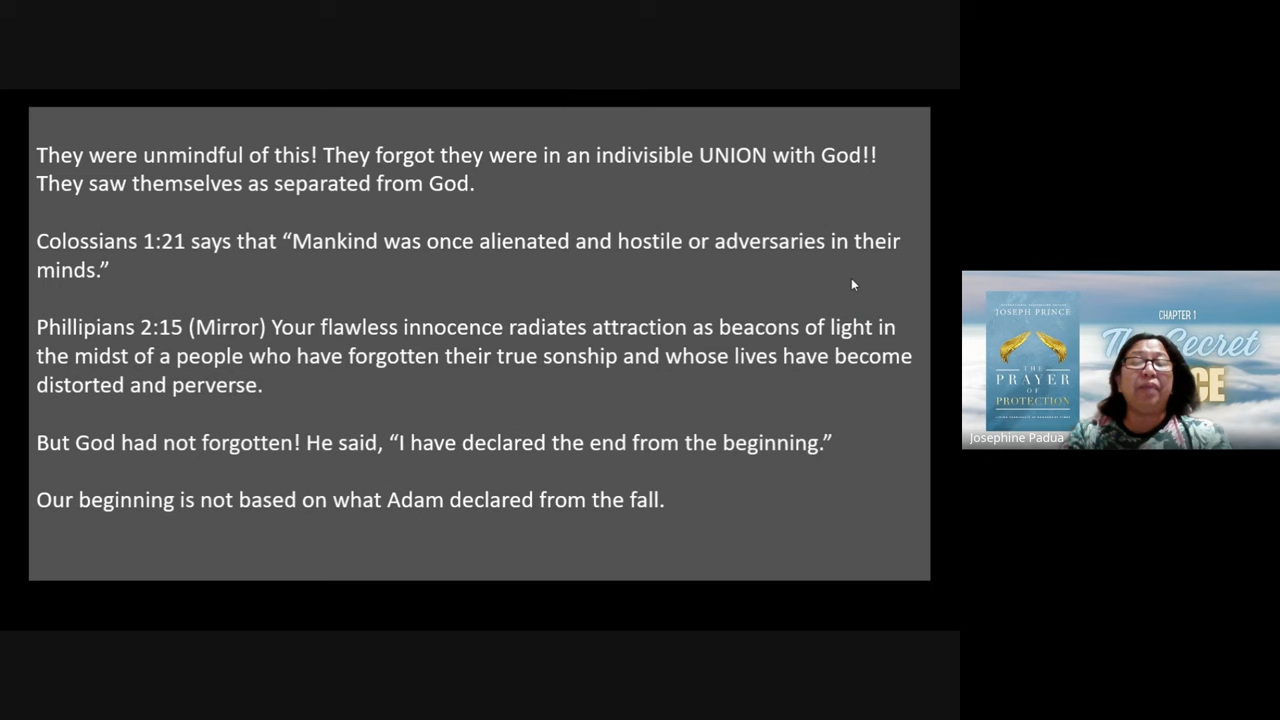 They were unmindful of this! They forgot they were in an indivisible UNION with God!!
They saw themselves as separated from God.
Colossians 1:21 says that “Mankind was once alienated and hostile or adversaries in their
minds.”
Phillipians 2:15 (Mirror) Your flawless innocence radiates attraction as beacons of light in
the midst of a people who have forgotten their true sonship and whose lives have become
distorted and perverse.
But God had not forgotten! He said, “I have declared the end from the beginning.”
Our beginning is not based on what Adam declared from the fall.
JOSEPH PRINCE
THE
PRAYER
OF
PROTECTION
CHAPTER 1
The Secret
CE
Josephine Padua